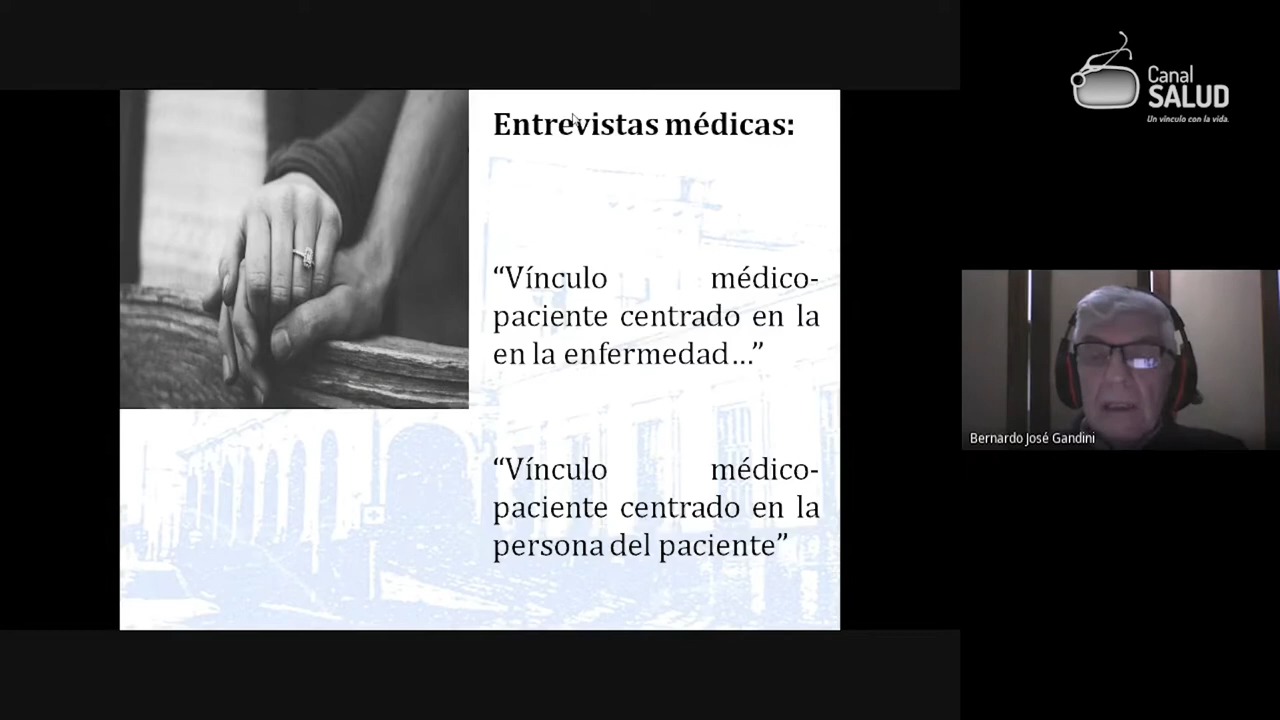 Canal
SALUD
Un vínculo con la vida.
Entrevistas médicas:
“Vínculo médico-
paciente centrado en la
en la enfermedad...”
“Vínculo médico-
paciente centrado en la
persona del paciente”
Bernardo José Gandini